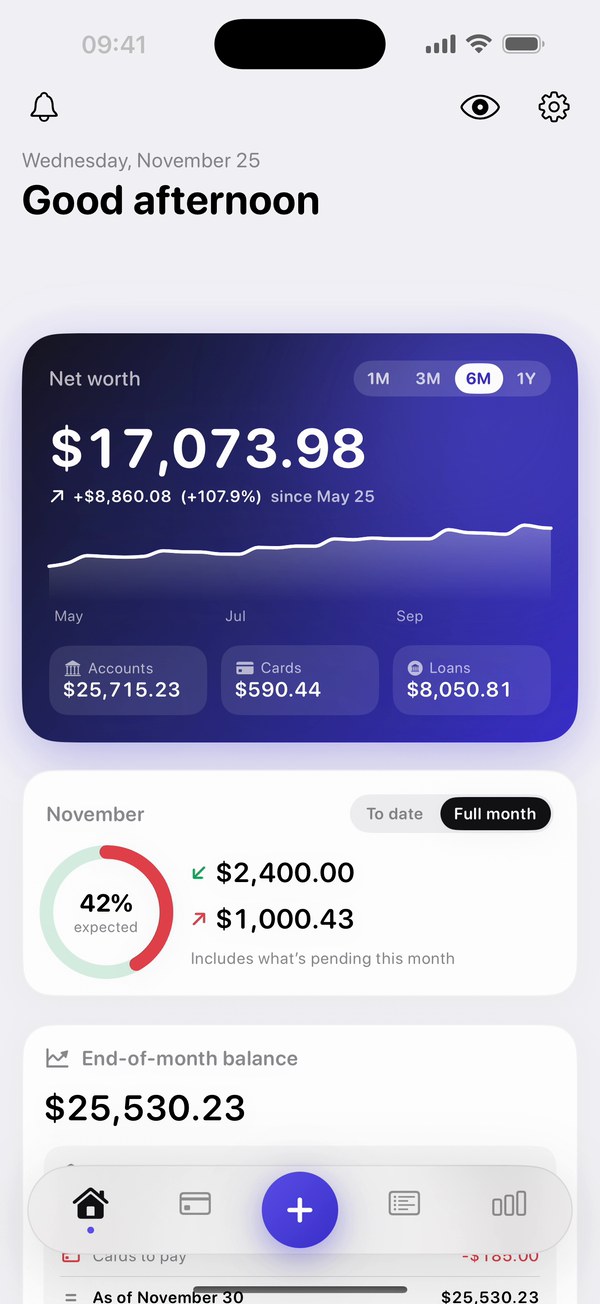 09:41
Wednesday, November 25
Good afternoon
Net worth
1M 3M 6M 1Y
$17,073.98
+$8,860.08 (+107.9%) since May 25
May Jul Sep
Accounts Cards Loans
$25,715.23 $590.44 $8,050.81
November
To date Full month
42%
expected
$2,400.00
$1,000.43
Includes what’s pending this month
End-of-month balance
$25,530.23
Cards to pay -$185.00
As of November 30 $25,530.23